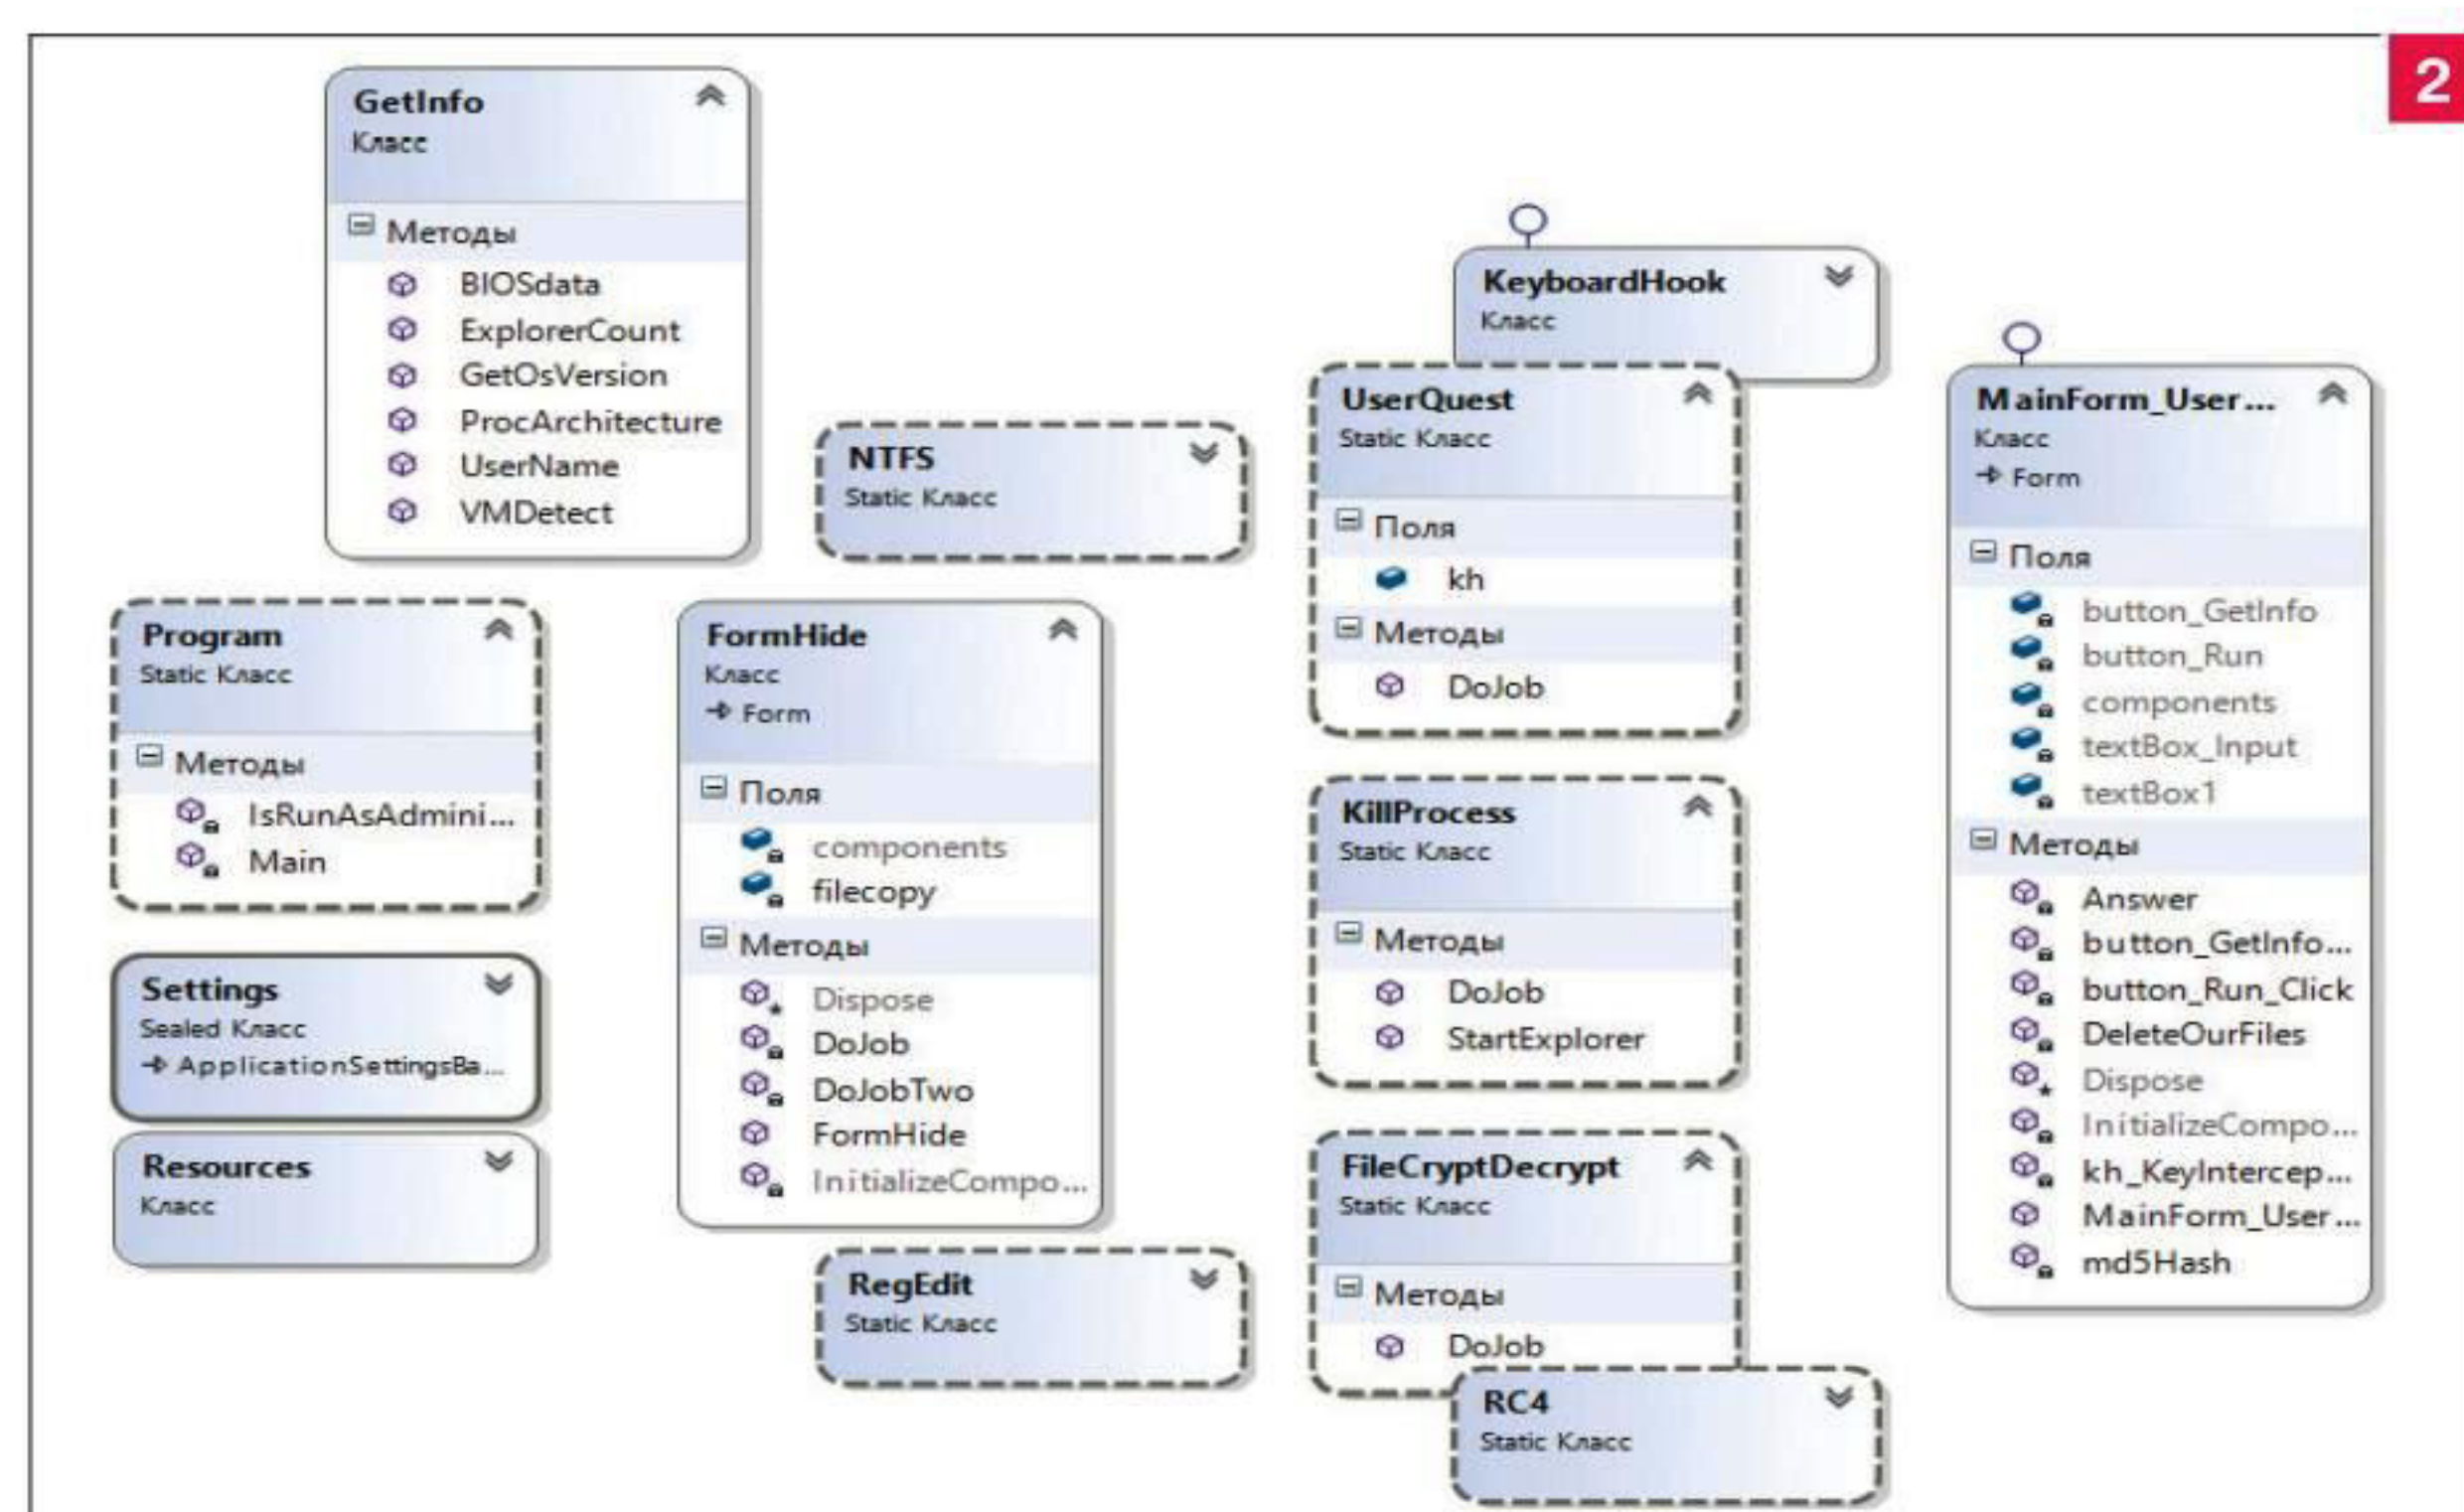 2
GetInfo
Класс
Методы
BIOSdata
ExplorerCount
GetOsVersion
ProcArchitecture
UserName
VMDetect
NTFS
Static Класс
KeyboardHook
Класс
UserQuest
Static Класс
Поля
kh
Методы
DoJob
MainForm_User...
Класс
Form
Поля
button_GetInfo
button_Run
components
textBox_Input
textBox1
Методы
Answer
button_GetInfo...
button_Run_Click
DeleteOurFiles
Dispose
InitializeCompo...
kh_KeyIntercep...
MainForm_User...
md5Hash
Program
Static Класс
Методы
IsRunAsAdmini...
Main
FormHide
Класс
Form
Поля
components
filecopy
Методы
Dispose
DoJob
DoJobTwo
FormHide
InitializeCompo...
KillProcess
Static Класс
Методы
DoJob
StartExplorer
Settings
Sealed Класс
ApplicationSettingsBa...
Resources
Класс
FileCryptDecrypt
Static Класс
Методы
DoJob
RegEdit
Static Класс
RC4
Static Класс